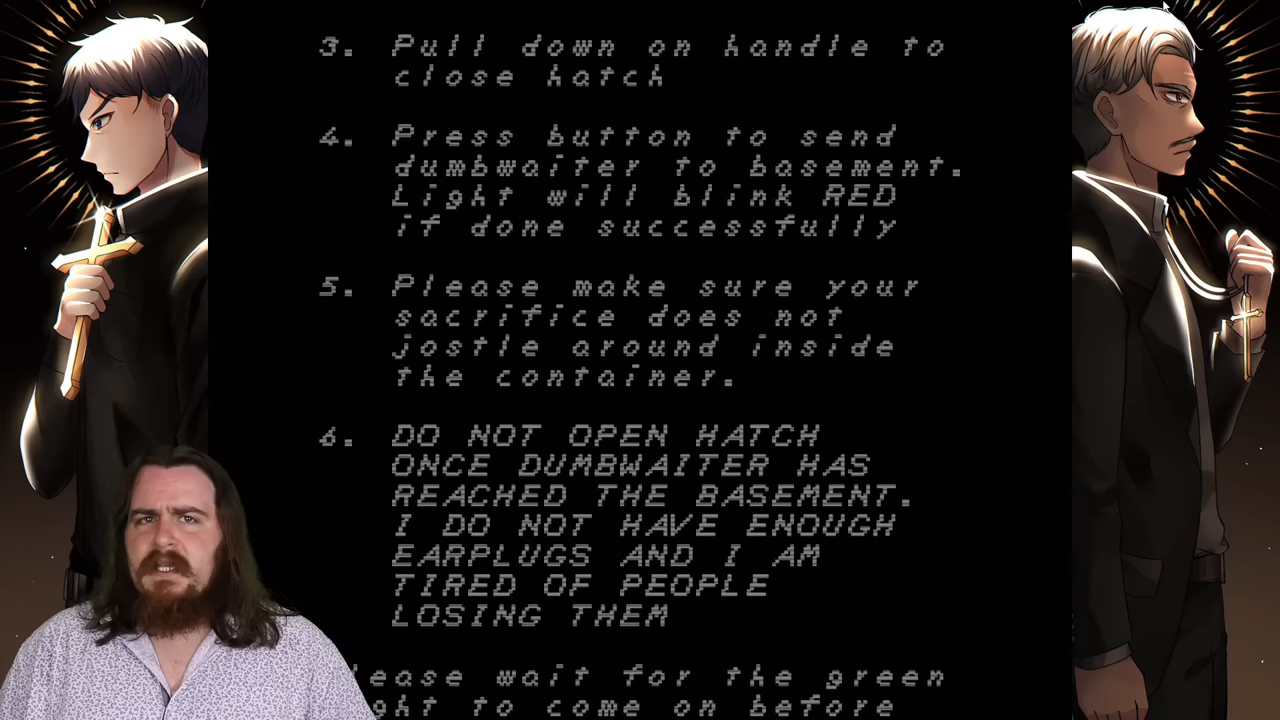 3. Pull down on handle to
close hatch
4. Press button to send
dumbwaiter to basement.
Light will blink RED
if done successfully
5. Please make sure your
sacrifice does not
jostle around inside
the container.
6. DO NOT OPEN HATCH
ONCE DUMBWAITER HAS
REACHED THE BASEMENT.
I DO NOT HAVE ENOUGH
EARPLUGS AND I AM
TIRED OF PEOPLE
LOSING THEM
wait for the green
to come on before